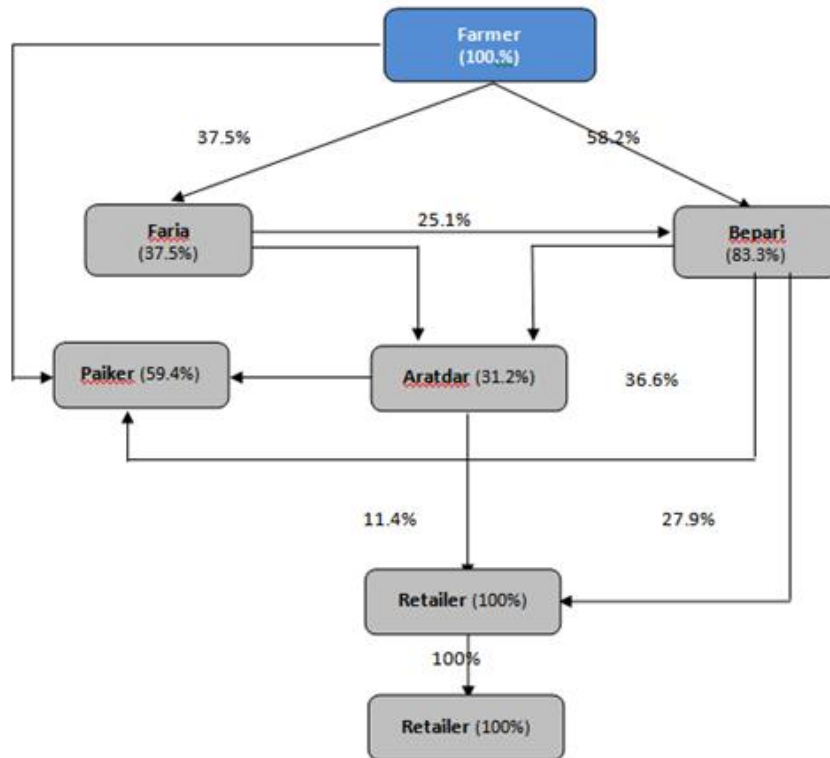 Farmer
(100.%)
37.5%
58.2%
Faria
(37.5%)
25.1%
Bepari
(83.3%)
Paiker (59.4%)
Aratdar (31.2%)
36.6%
11.4%
27.9%
Retailer (100%)
100%
Retailer (100%)